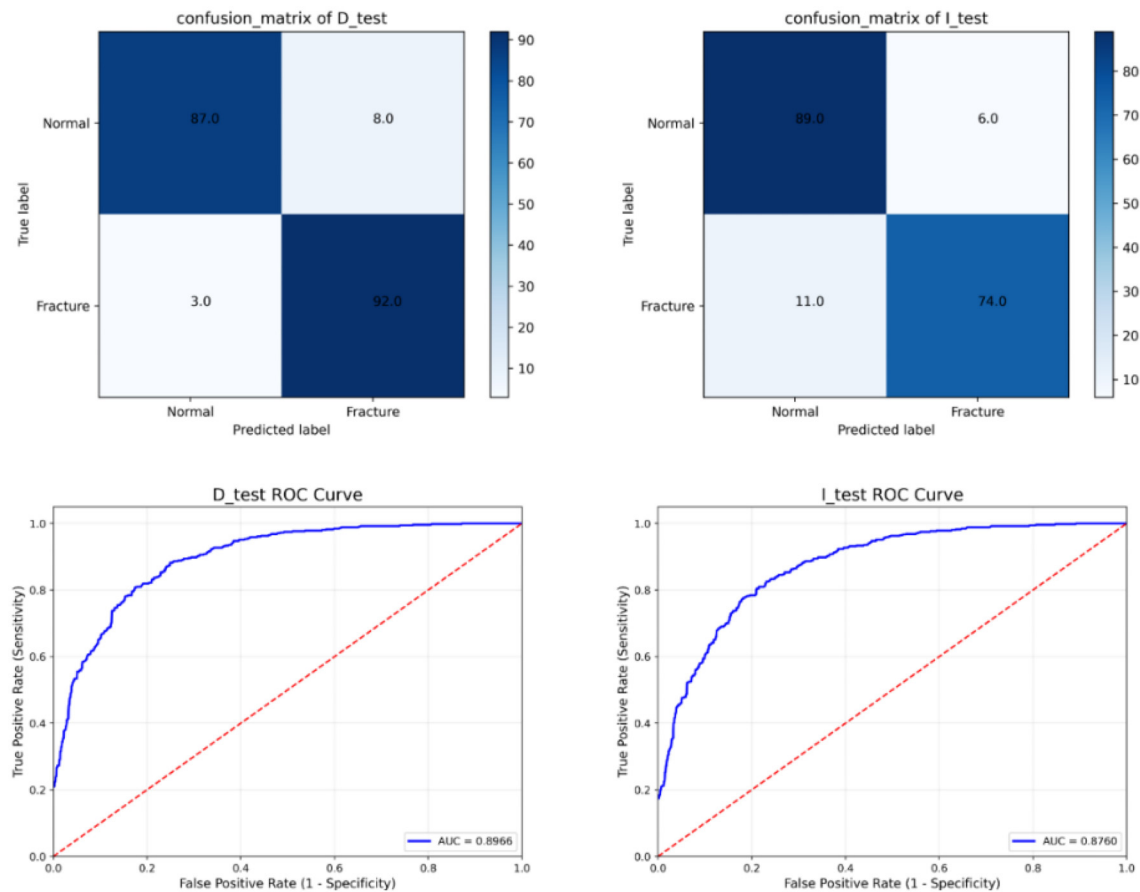 confusion_matrix of D_test
90
80
70
60
50
40
30
20
10
Normal
Fracture
True label
87.0
8.0
3.0
92.0
Normal
Fracture
Predicted label
confusion_matrix of I_test
80
70
60
50
40
30
20
10
Normal
Fracture
True label
89.0
6.0
11.0
74.0
Normal
Fracture
Predicted label
D_test ROC Curve
True Positive Rate (Sensitivity)
1.0
0.8
0.6
0.4
0.2
0.0
0.0
0.2
0.4
0.6
0.8
1.0
AUC = 0.8966
False Positive Rate (1 - Specificity)
I_test ROC Curve
True Positive Rate (Sensitivity)
1.0
0.8
0.6
0.4
0.2
0.0
0.0
0.2
0.4
0.6
0.8
1.0
AUC = 0.8760
False Positive Rate (1 - Specificity)